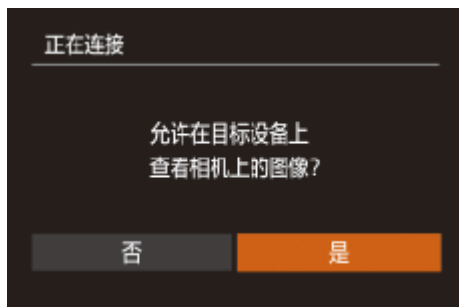 正在连接
允许在目标设备上
查看相机上的图像?
否
是